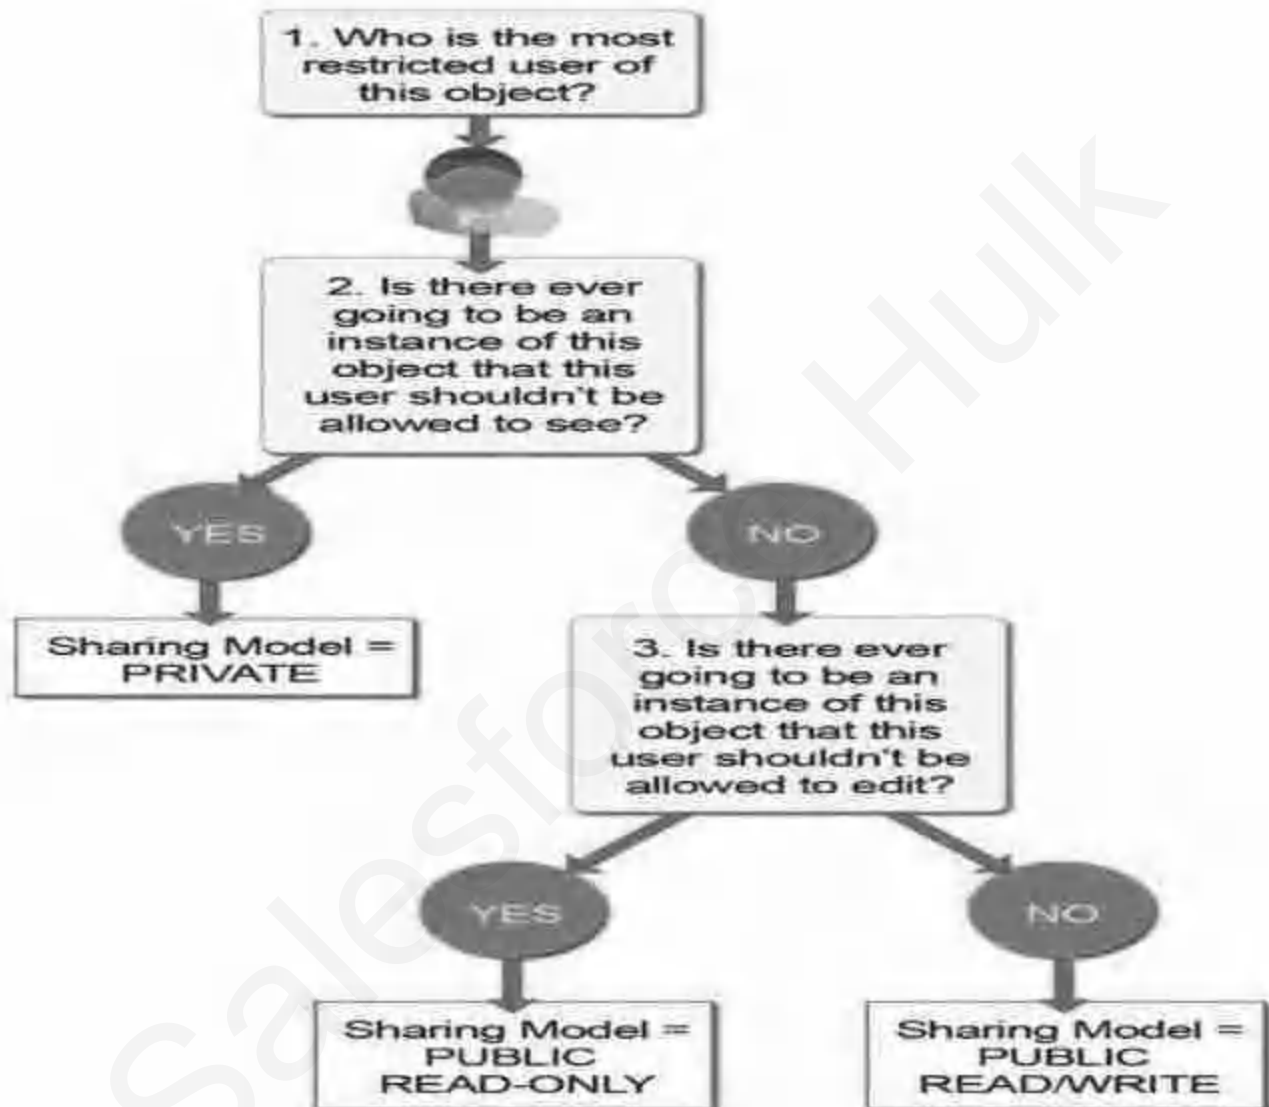 1. Who is the most
restricted user of
this object?
2. Is there ever
going to be an
instance of this
object that this
user shouldn't be
allowed to see?
YES
NO
Sharing Model =
PRIVATE
3. Is there ever
going to be an
instance of this
object that this
user shouldn't be
allowed to edit?
YES
NO
Sharing Model =
PUBLIC
READ-ONLY
Sharing Model =
PUBLIC
READ/WRITE
Salesforc Hulk